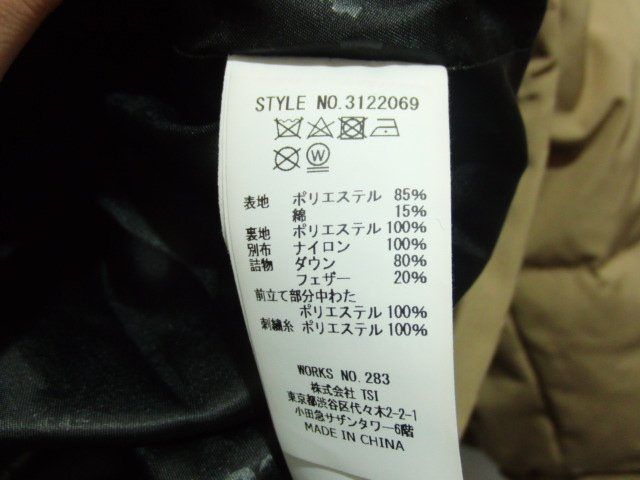 STYLE NO.3122069
W
表地 ポリエステル 85%
綿 15%
裏地 ポリエステル 100%
別布 ナイロン 100%
詰物 ダウン 80%
フェザー 20%
前立て部分中わた
ポリエステル 100%
刺繍糸 ポリエステル 100%
WORKS NO. 283
株式会社 TSI
東京都渋谷区代々木2-2-1
小田急サザンタワー6階
MADE IN CHINA